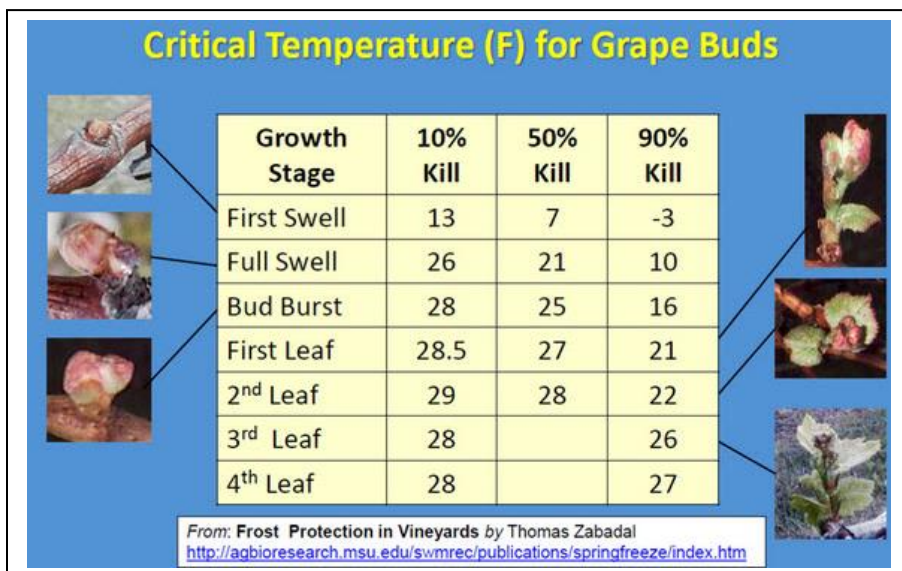 Critical Temperature (F) for Grape Buds
Growth Stage 10% Kill 50% Kill 90% Kill
First Swell 13 7 -3
Full Swell 26 21 10
Bud Burst 28 25 16
First Leaf 28.5 27 21
2nd Leaf 29 28 22
3rd Leaf 28 26
4th Leaf 28 27
From: Frost Protection in Vineyards by Thomas Zabadal
http://agbioresearch.msu.edu/swmrec/publications/springfreeze/index.htm